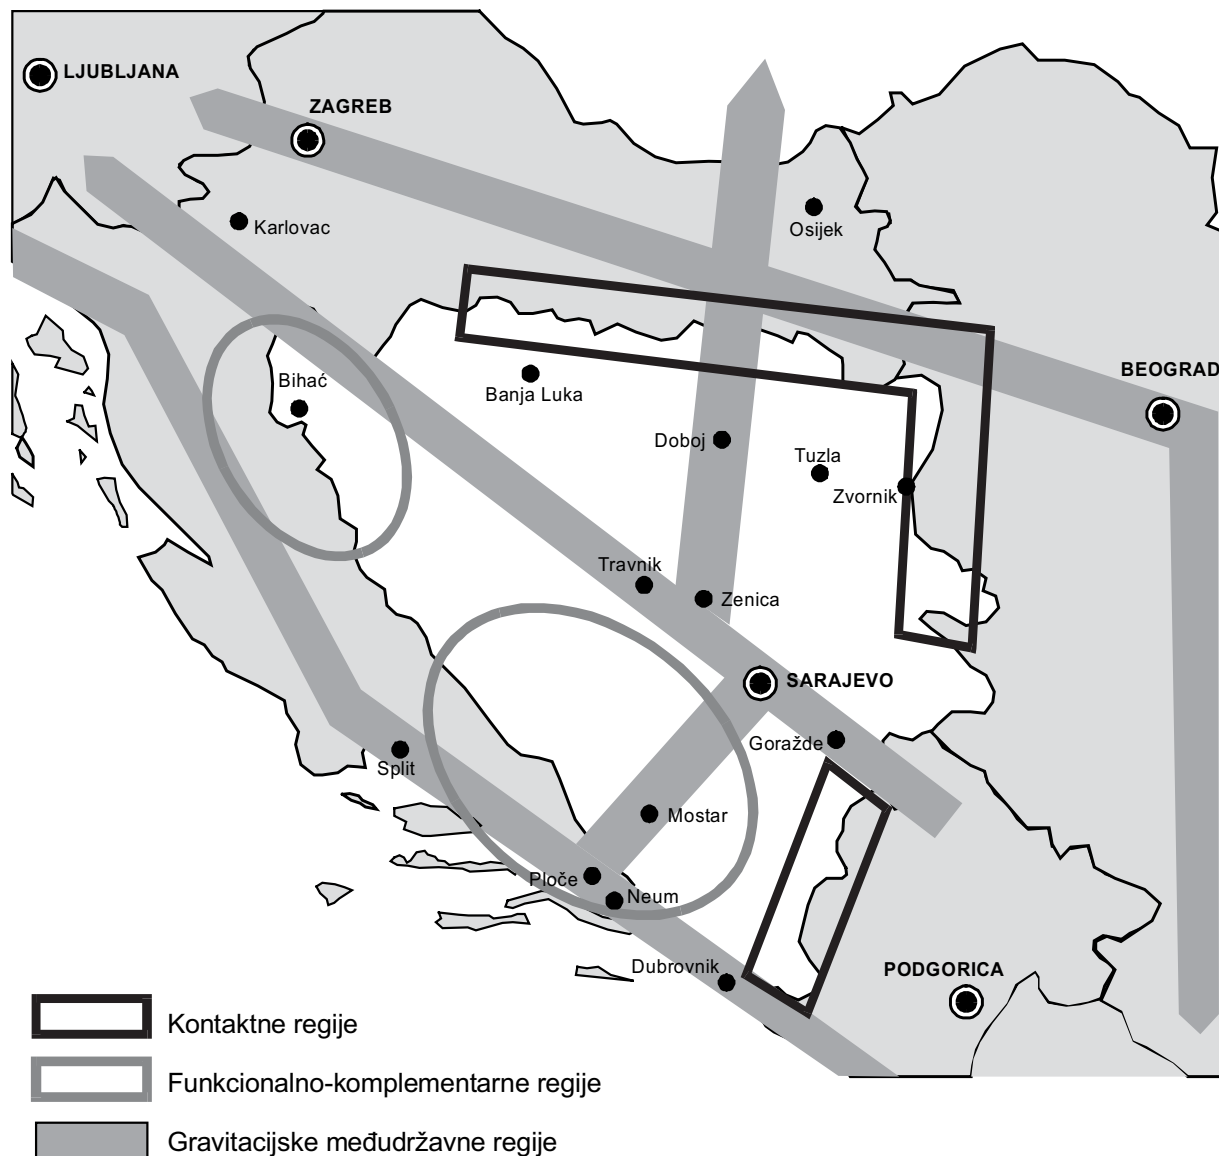 LJUBLJANA
ZAGREB
Karlovac
Osijek
BEOGRAD
Bihać
Banja Luka
Doboj
Tuzla
Zvornik
Travnik
Zenica
SARAJEVO
Goražde
Split
Mostar
Ploče
Neum
Dubrovnik
PODGORICA
Kontaktne regije
Funkcionalno-komplementarne regije
Gravitacijske međudržavne regije